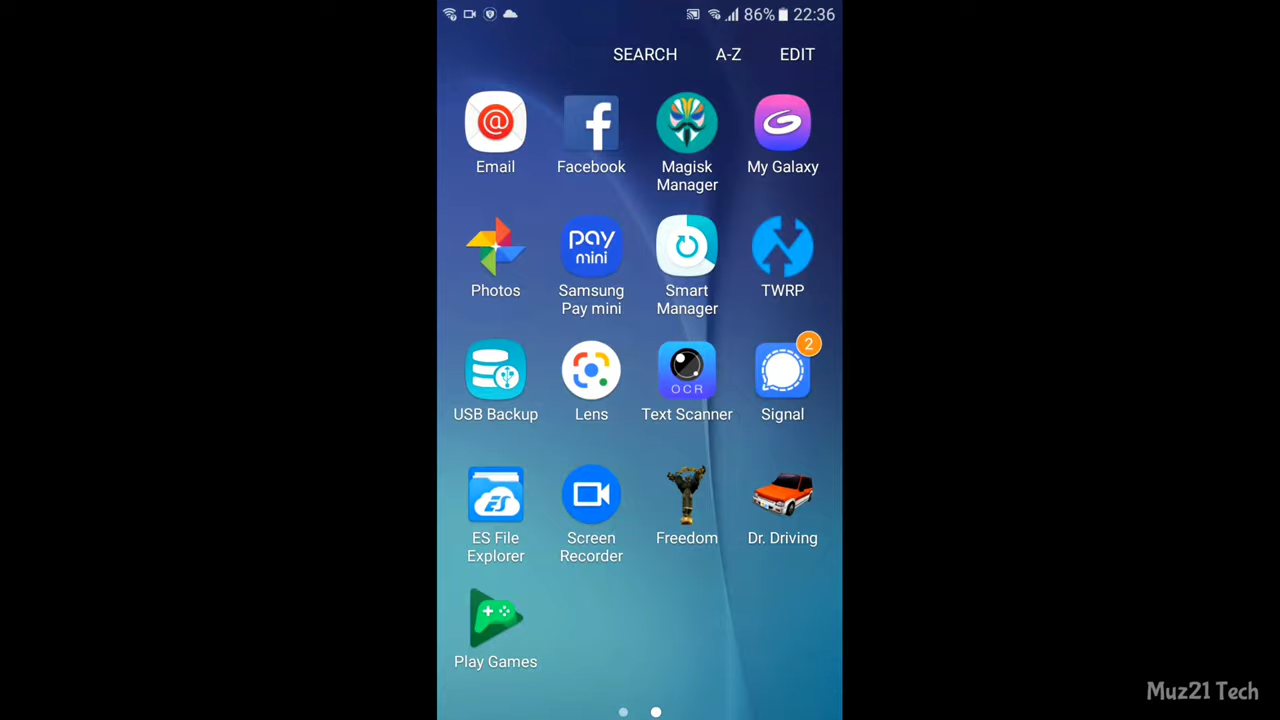 86% 22:36
SEARCH A-Z EDIT
@ f
Email Facebook Magisk Manager My Galaxy
pay mini
Photos Samsung Pay mini Smart Manager TWRP
OCR 2
USB Backup Lens Text Scanner Signal
ES
ES File Explorer Screen Recorder Freedom Dr. Driving
Play Games
Muz21 Tech